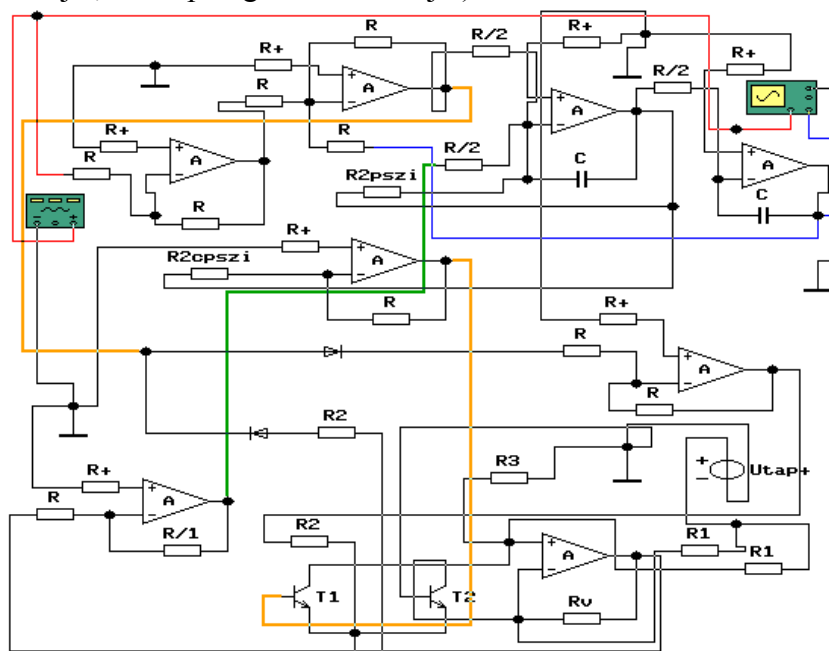 R R/2 R+
R+ R/2 R+
R A A
R+ R R/2 A
R A C C
R R2pszi
R+
R2cpszi A
R R+
R
A
R
R2
R3 Utap+
R+
R A
R/1 R2 R1
A R1
T1 T2
Rv